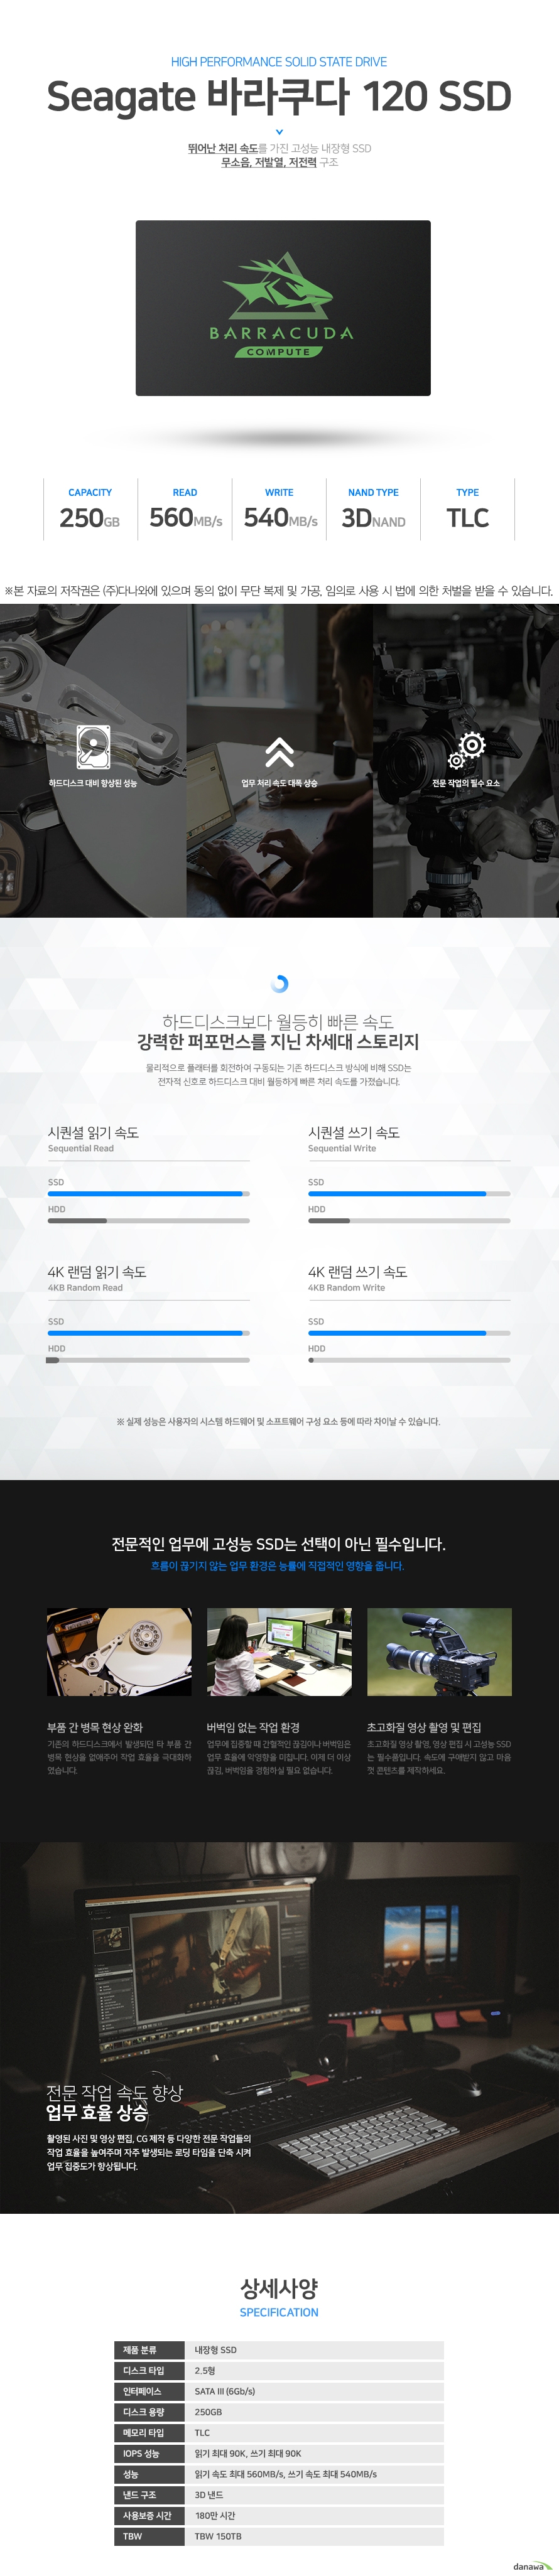 HIGH PERFORMANCE SOLID STATE DRIVE
Seagate 바라쿠다 120 SSD
뛰어난 처리 속도를 가진 고성능 내장형 SSD
무소음, 저발열, 저전력 구조
BARRACUDA
COMPUTE
CAPACITY
250GB
READ
560MB/s
WRITE
540MB/s
NAND TYPE
3DNAND
TYPE
TLC
※본 자료의 저작권은 (주)다나와에 있으며 동의 없이 무단 복제 및 가공, 임의로 사용 시 법에 의한 처벌을 받을 수 있습니다.
하드디스크 대비 향상된 성능
업무 처리 속도 대폭 상승
전문 작업의 필수 요소
하드디스크보다 월등히 빠른 속도
강력한 퍼포먼스를 지닌 차세대 스토리지
물리적으로 플래터를 회전하여 구동되는 기존 하드디스크 방식에 비해 SSD는
전자적 신호로 하드디스크 대비 월등하게 빠른 처리 속도를 가졌습니다.
시퀀셜 읽기 속도
Sequential Read
SSD
HDD
시퀀셜 쓰기 속도
Sequential Write
SSD
HDD
4K 랜덤 읽기 속도
4KB Random Read
SSD
HDD
4K 랜덤 쓰기 속도
4KB Random Write
SSD
HDD
※ 실제 성능은 사용자의 시스템 하드웨어 및 소프트웨어 구성 요소 등에 따라 차이날 수 있습니다.
전문적인 업무에 고성능 SSD는 선택이 아닌 필수입니다.
흐름이 끊기지 않는 업무 환경은 능률에 직접적인 영향을 줍니다.
부품 간 병목 현상 완화
기존의 하드디스크에서 발생되던 타 부품 간
병목 현상을 없애주어 작업 효율을 극대화하
였습니다.
버벅임 없는 작업 환경
업무에 집중할 때 간헐적인 끊김이나 버벅임은
업무 효율에 악영향을 미칩니다. 이제 더 이상
끊김, 버벅임을 경험하실 필요 없습니다.
초고화질 영상 촬영 및 편집
초고화질 영상 촬영, 영상 편집 시 고성능 SSD
는 필수품입니다. 속도에 구애받지 않고 마음
껏 콘텐츠를 제작하세요.
전문 작업 속도 향상
업무 효율 상승
촬영된 사진 및 영상 편집, CG 제작 등 다양한 전문 작업들의
작업 효율을 높여주며 자주 발생되는 로딩 타임을 단축 시켜
업무 집중도가 향상됩니다.
상세사양
SPECIFICATION
제품 분류 내장형 SSD
디스크 타입 2.5형
인터페이스 SATA III (6Gb/s)
디스크 용량 250GB
메모리 타입 TLC
IOPS 성능 읽기 최대 90K, 쓰기 최대 90K
성능 읽기 속도 최대 560MB/s, 쓰기 속도 최대 540MB/s
낸드 구조 3D 낸드
사용보증 시간 180만 시간
TBW TBW 150TB
danawa